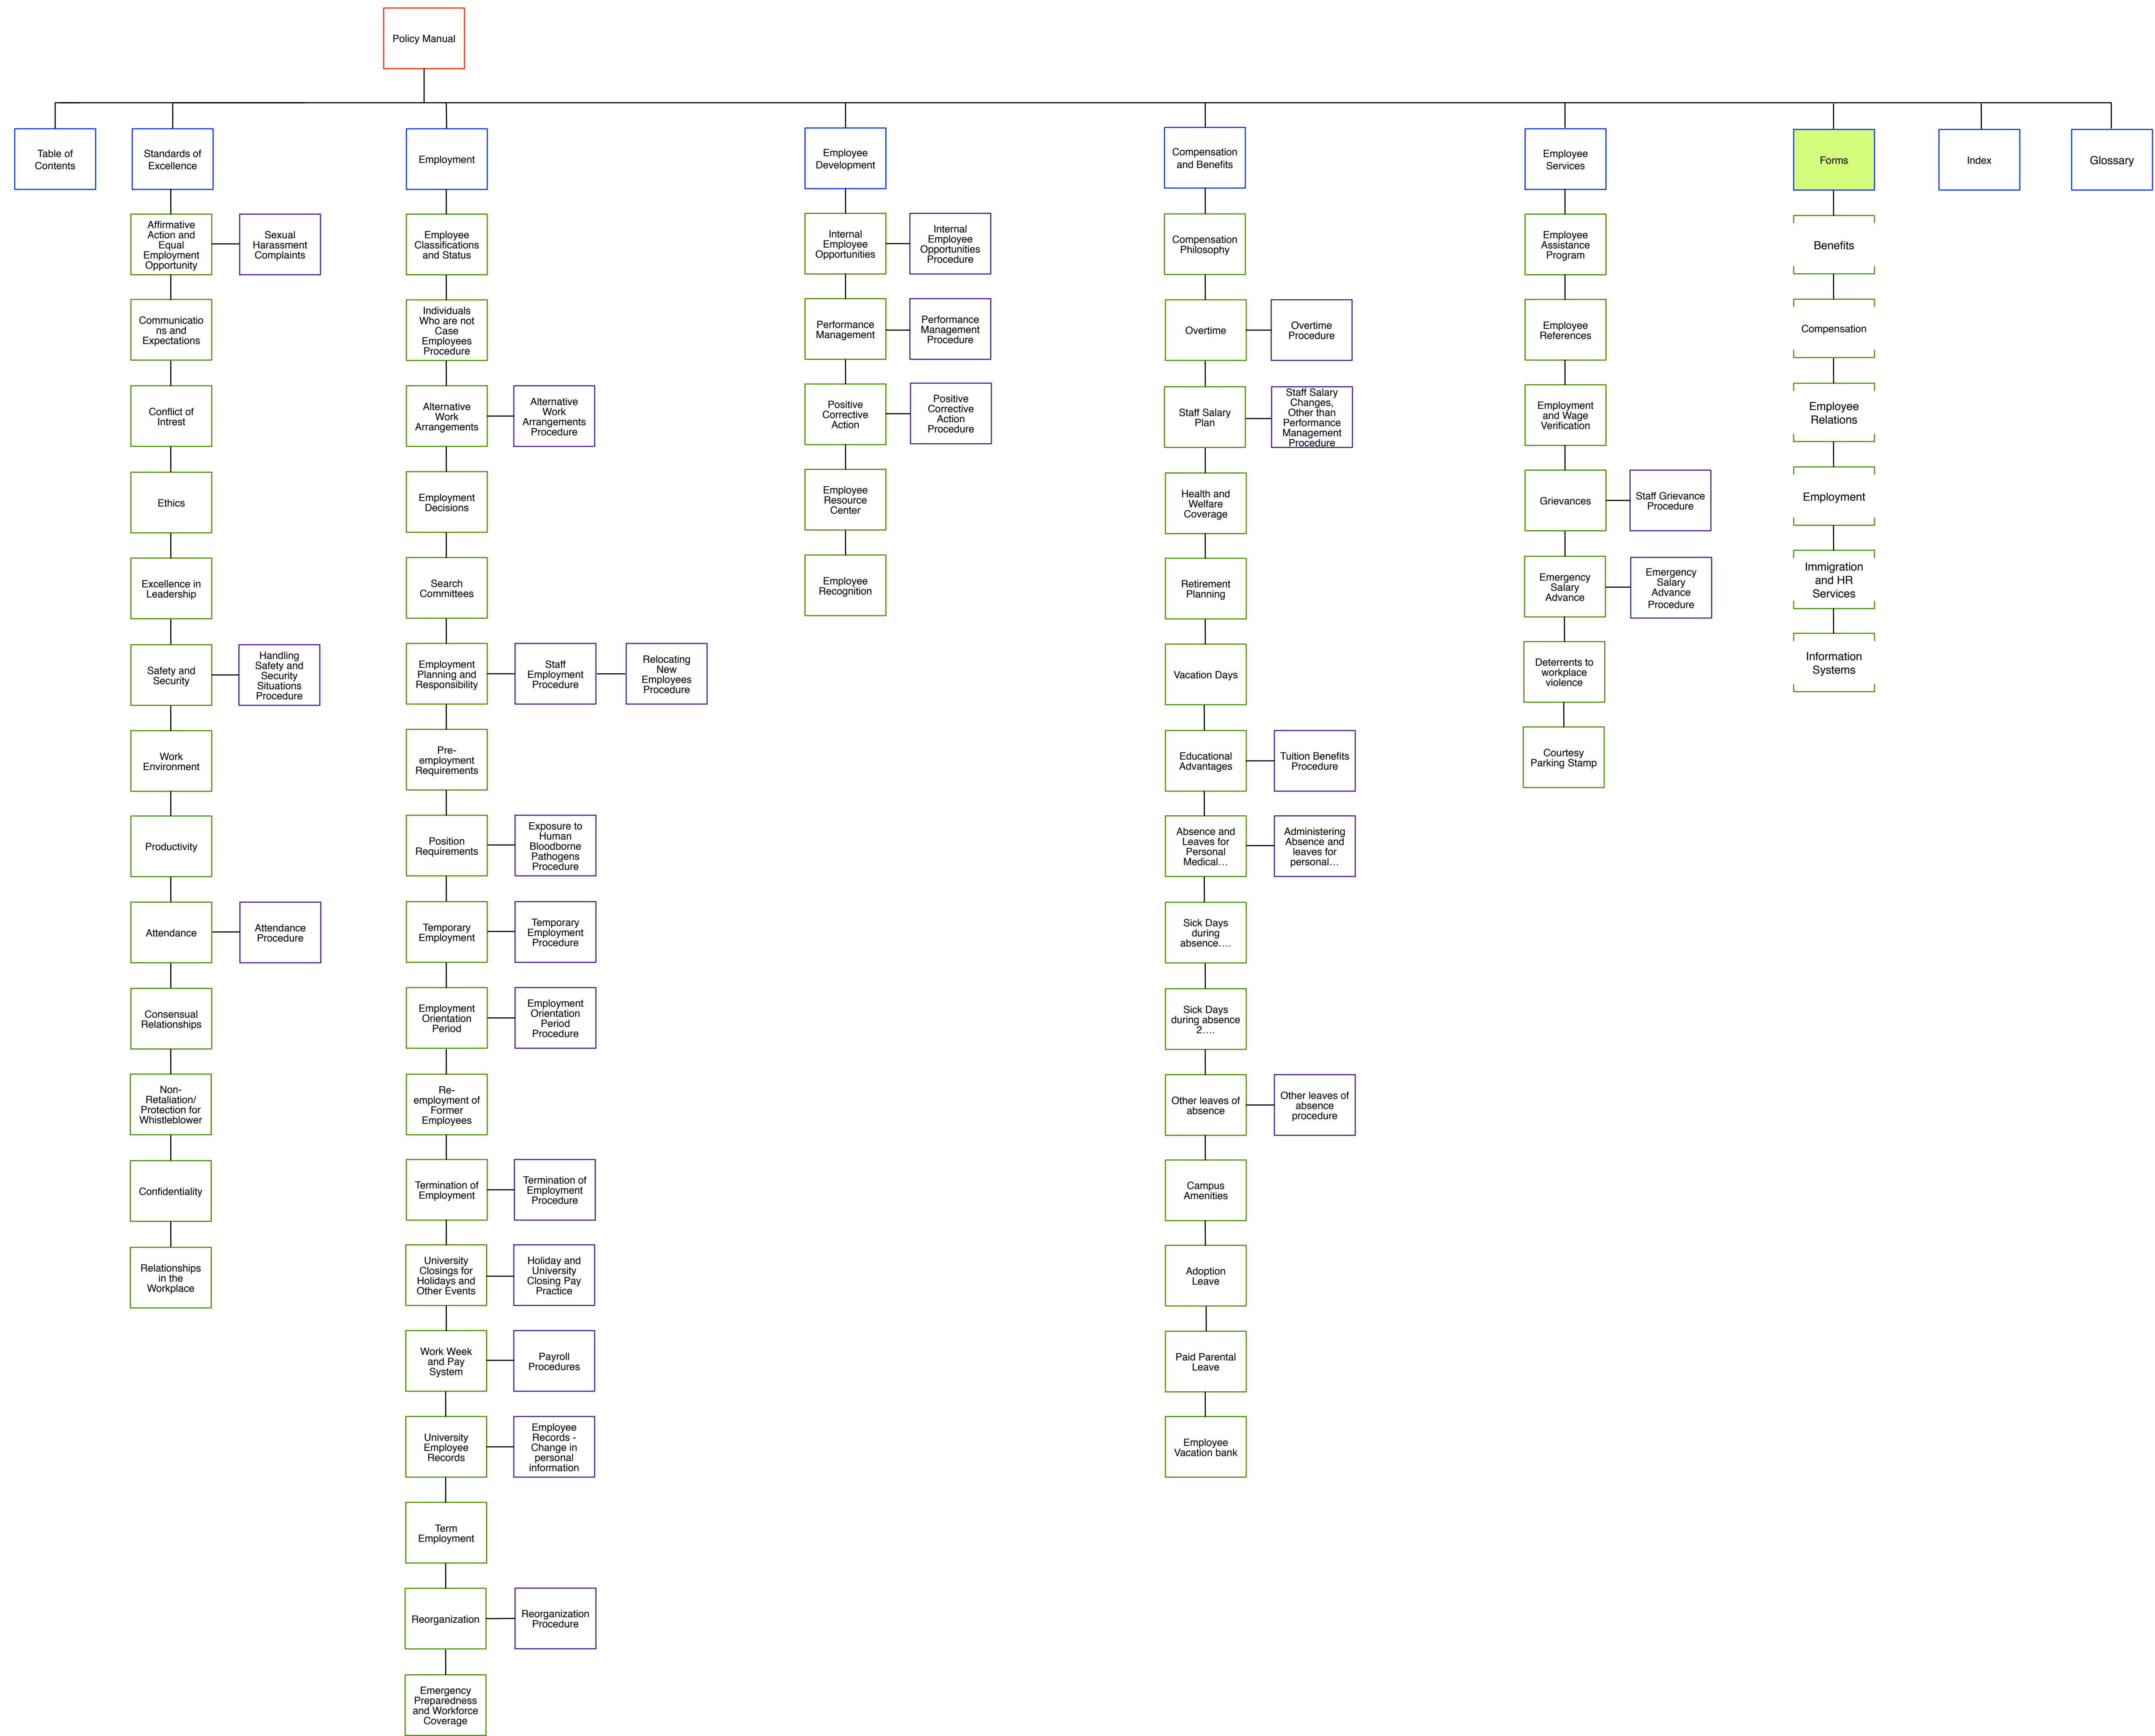 Policy Manual
Table of
Contents
Standards of
Excellence
Employment
Employee
Development
Compensation
and Benefits
Employee
Services
Forms
Index
Glossary
Affirmative
Action and
Equal
Employment
Opportunity
Sexual
Harassment
Complaints
Communicatio
ns and
Expectations
Conflict of
Intrest
Ethics
Excellence in
Leadership
Safety and
Security
Handling
Safety and
Security
Situations
Procedure
Work
Environment
Productivity
Attendance
Attendance
Procedure
Consensual
Relationships
Non-
Retaliation/
Protection for
Whistleblower
Confidentiality
Relationships
in the
Workplace
Employee
Classifications
and Status
Individuals
Who are not
Case
Employees
Procedure
Alternative
Work
Arrangements
Alternative
Work
Arrangements
Procedure
Employment
Decisions
Search
Committees
Employment
Planning and
Responsibility
Staff
Employment
Procedure
Relocating
New
Employees
Procedure
Pre-
employment
Requirements
Position
Requirements
Exposure to
Human
Bloodborne
Pathogens
Procedure
Temporary
Employment
Temporary
Employment
Procedure
Employment
Orientation
Period
Employment
Orientation
Period
Procedure
Re-
employment of
Former
Employees
Termination of
Employment
Termination of
Employment
Procedure
University
Closings for
Holidays and
Other Events
Holiday and
University
Closing Pay
Practice
Work Week
and Pay
System
Payroll
Procedures
University
Employee
Records
Employee
Records -
Change in
personal
information
Term
Employment
Reorganization
Reorganization
Procedure
Emergency
Preparedness
and Workforce
Coverage
Internal
Employee
Opportunities
Internal
Employee
Opportunities
Procedure
Performance
Management
Performance
Management
Procedure
Positive
Corrective
Action
Positive
Corrective
Action
Procedure
Employee
Resource
Center
Employee
Recognition
Compensation
Philosophy
Overtime
Overtime
Procedure
Staff Salary
Plan
Staff Salary
Changes,
Other than
Performance
Management
Procedure
Health and
Welfare
Coverage
Retirement
Planning
Vacation Days
Educational
Advantages
Tuition Benefits
Procedure
Absence and
Leaves for
Personal
Medical…
Administering
Absence and
leaves for
personal…
Sick Days
during
absence….
Sick Days
during absence
2….
Other leaves of
absence
Other leaves of
absence
procedure
Campus
Amenities
Adoption
Leave
Paid Parental
Leave
Employee
Vacation bank
Employee
Assistance
Program
Employee
References
Employment
and Wage
Verification
Grievances
Staff Grievance
Procedure
Emergency
Salary
Advance
Emergency
Salary
Advance
Procedure
Deterrents to
workplace
violence
Courtesy
Parking Stamp
Benefits
Compensation
Employee
Relations
Employment
Immigration
and HR
Services
Information
Systems